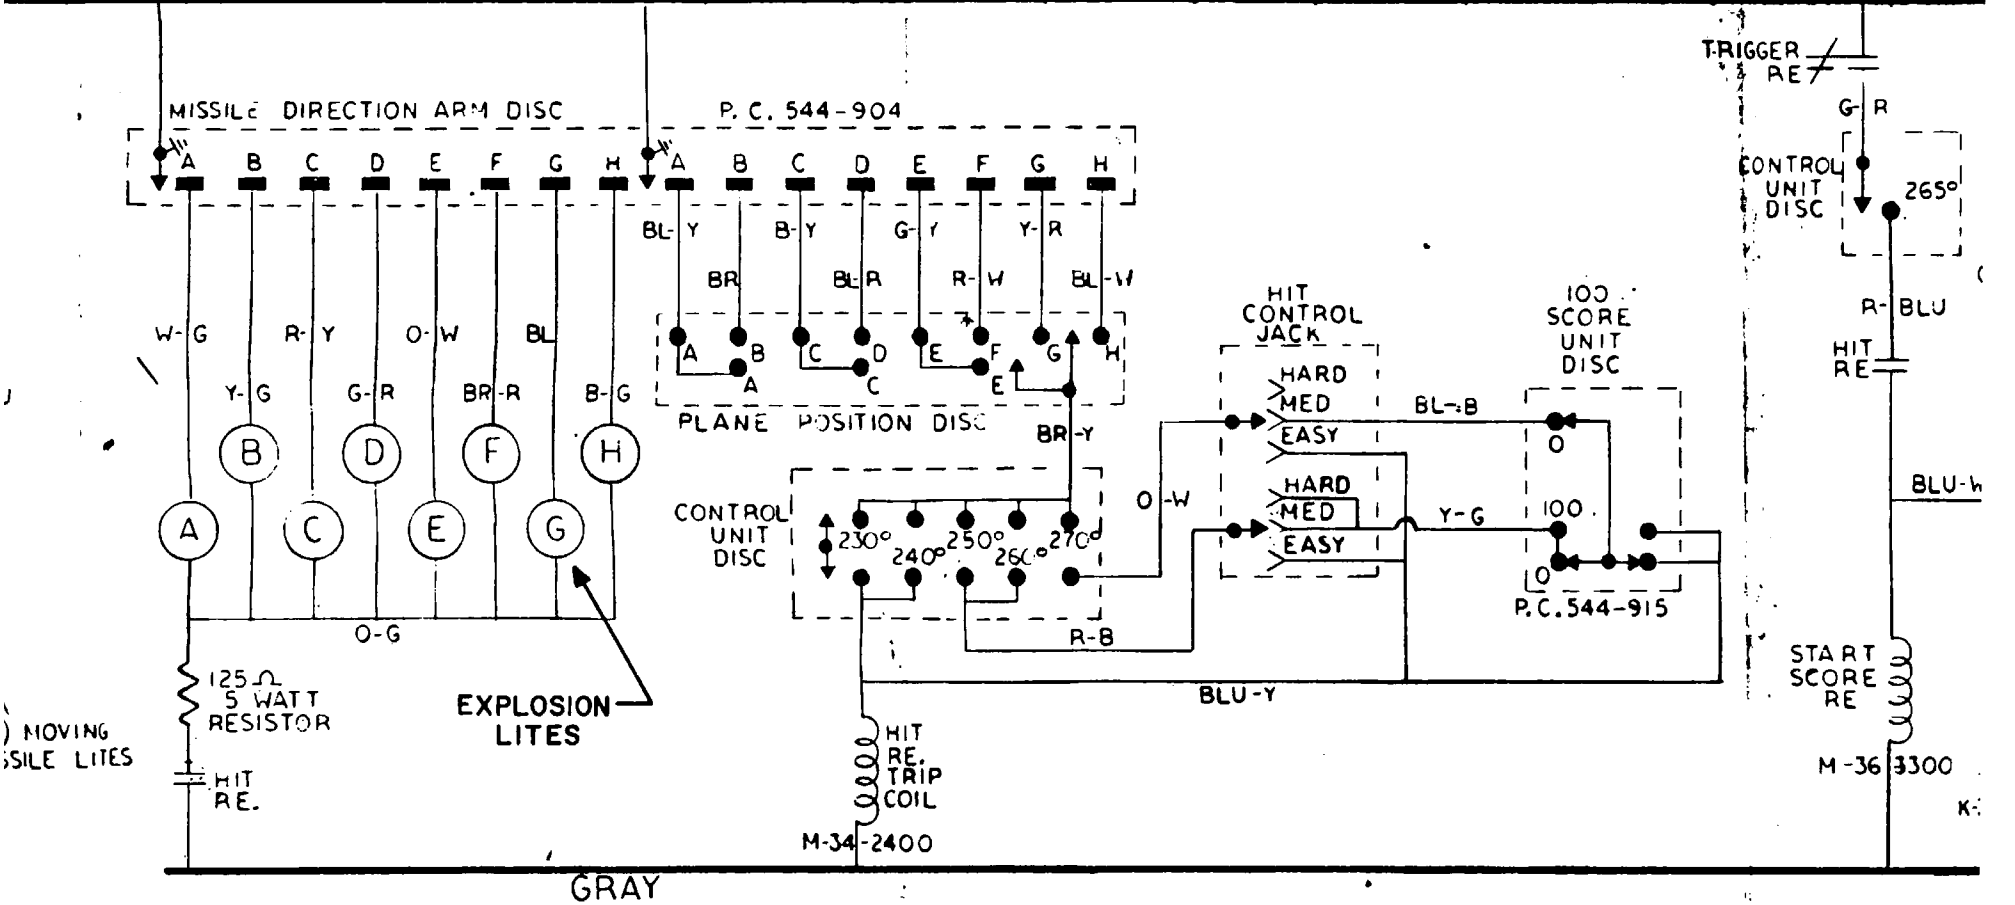 TRIGGER
RE
G-R
MISSILE DIRECTION ARM DISC
P.C. 544-904
A B C D E F G H
A B C D E F G H
CONTROL
UNIT
DISC
265°
BL-Y
B-Y
G-Y
Y-R
BR
BL-R
R-W
BL-W
W-G
R-Y
O-W
BL
HIT
CONTROL
JACK
100
SCORE
UNIT
DISC
R-BLU
HIT
RE
A B C D E F G H
A C E
Y-G
G-R
BR-R
B-G
PLANE POSITION DISC
BR-Y
HARD
MED
EASY
BL-B
O
B D F H
HARD
MED
EASY
Y-G
100
O
A C E G
CONTROL
UNIT
DISC
230° 240° 250° 260° 270°
O-W
BLU-W
P.C. 544-915
O-G
R-B
BLU-Y
125Ω
5 WATT
RESISTOR
EXPLOSION
LITES
START
SCORE
RE
MOVING
SSILE LITES
HIT
RE.
HIT
RE.
TRIP
COIL
M-36-3300
K-
M-34-2400
GRAY